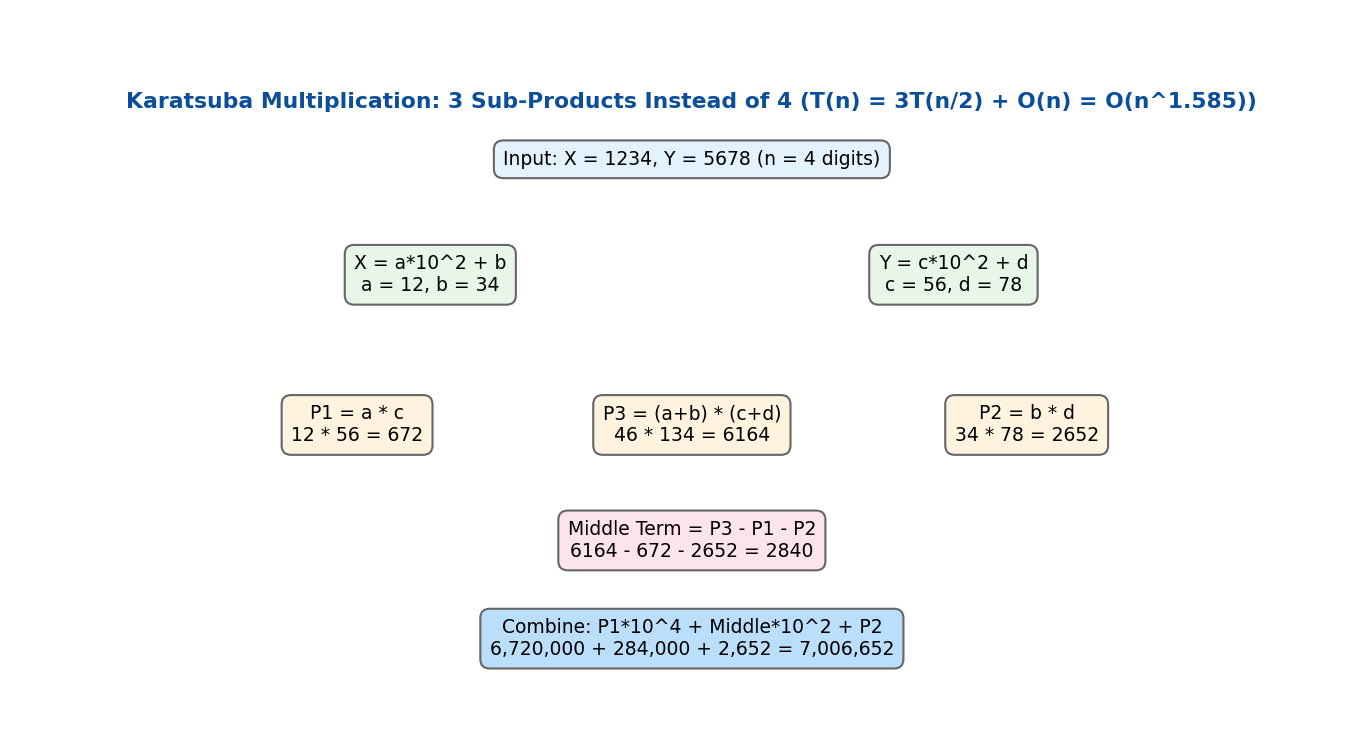 Karatsuba Multiplication: 3 Sub-Products Instead of 4 (T(n) = 3T(n/2) + O(n) = O(n^1.585))
Input: X = 1234, Y = 5678 (n = 4 digits)
X = a*10^2 + b
a = 12, b = 34
Y = c*10^2 + d
c = 56, d = 78
P1 = a * c
12 * 56 = 672
P3 = (a+b) * (c+d)
46 * 134 = 6164
P2 = b * d
34 * 78 = 2652
Middle Term = P3 - P1 - P2
6164 - 672 - 2652 = 2840
Combine: P1*10^4 + Middle*10^2 + P2
6,720,000 + 284,000 + 2,652 = 7,006,652